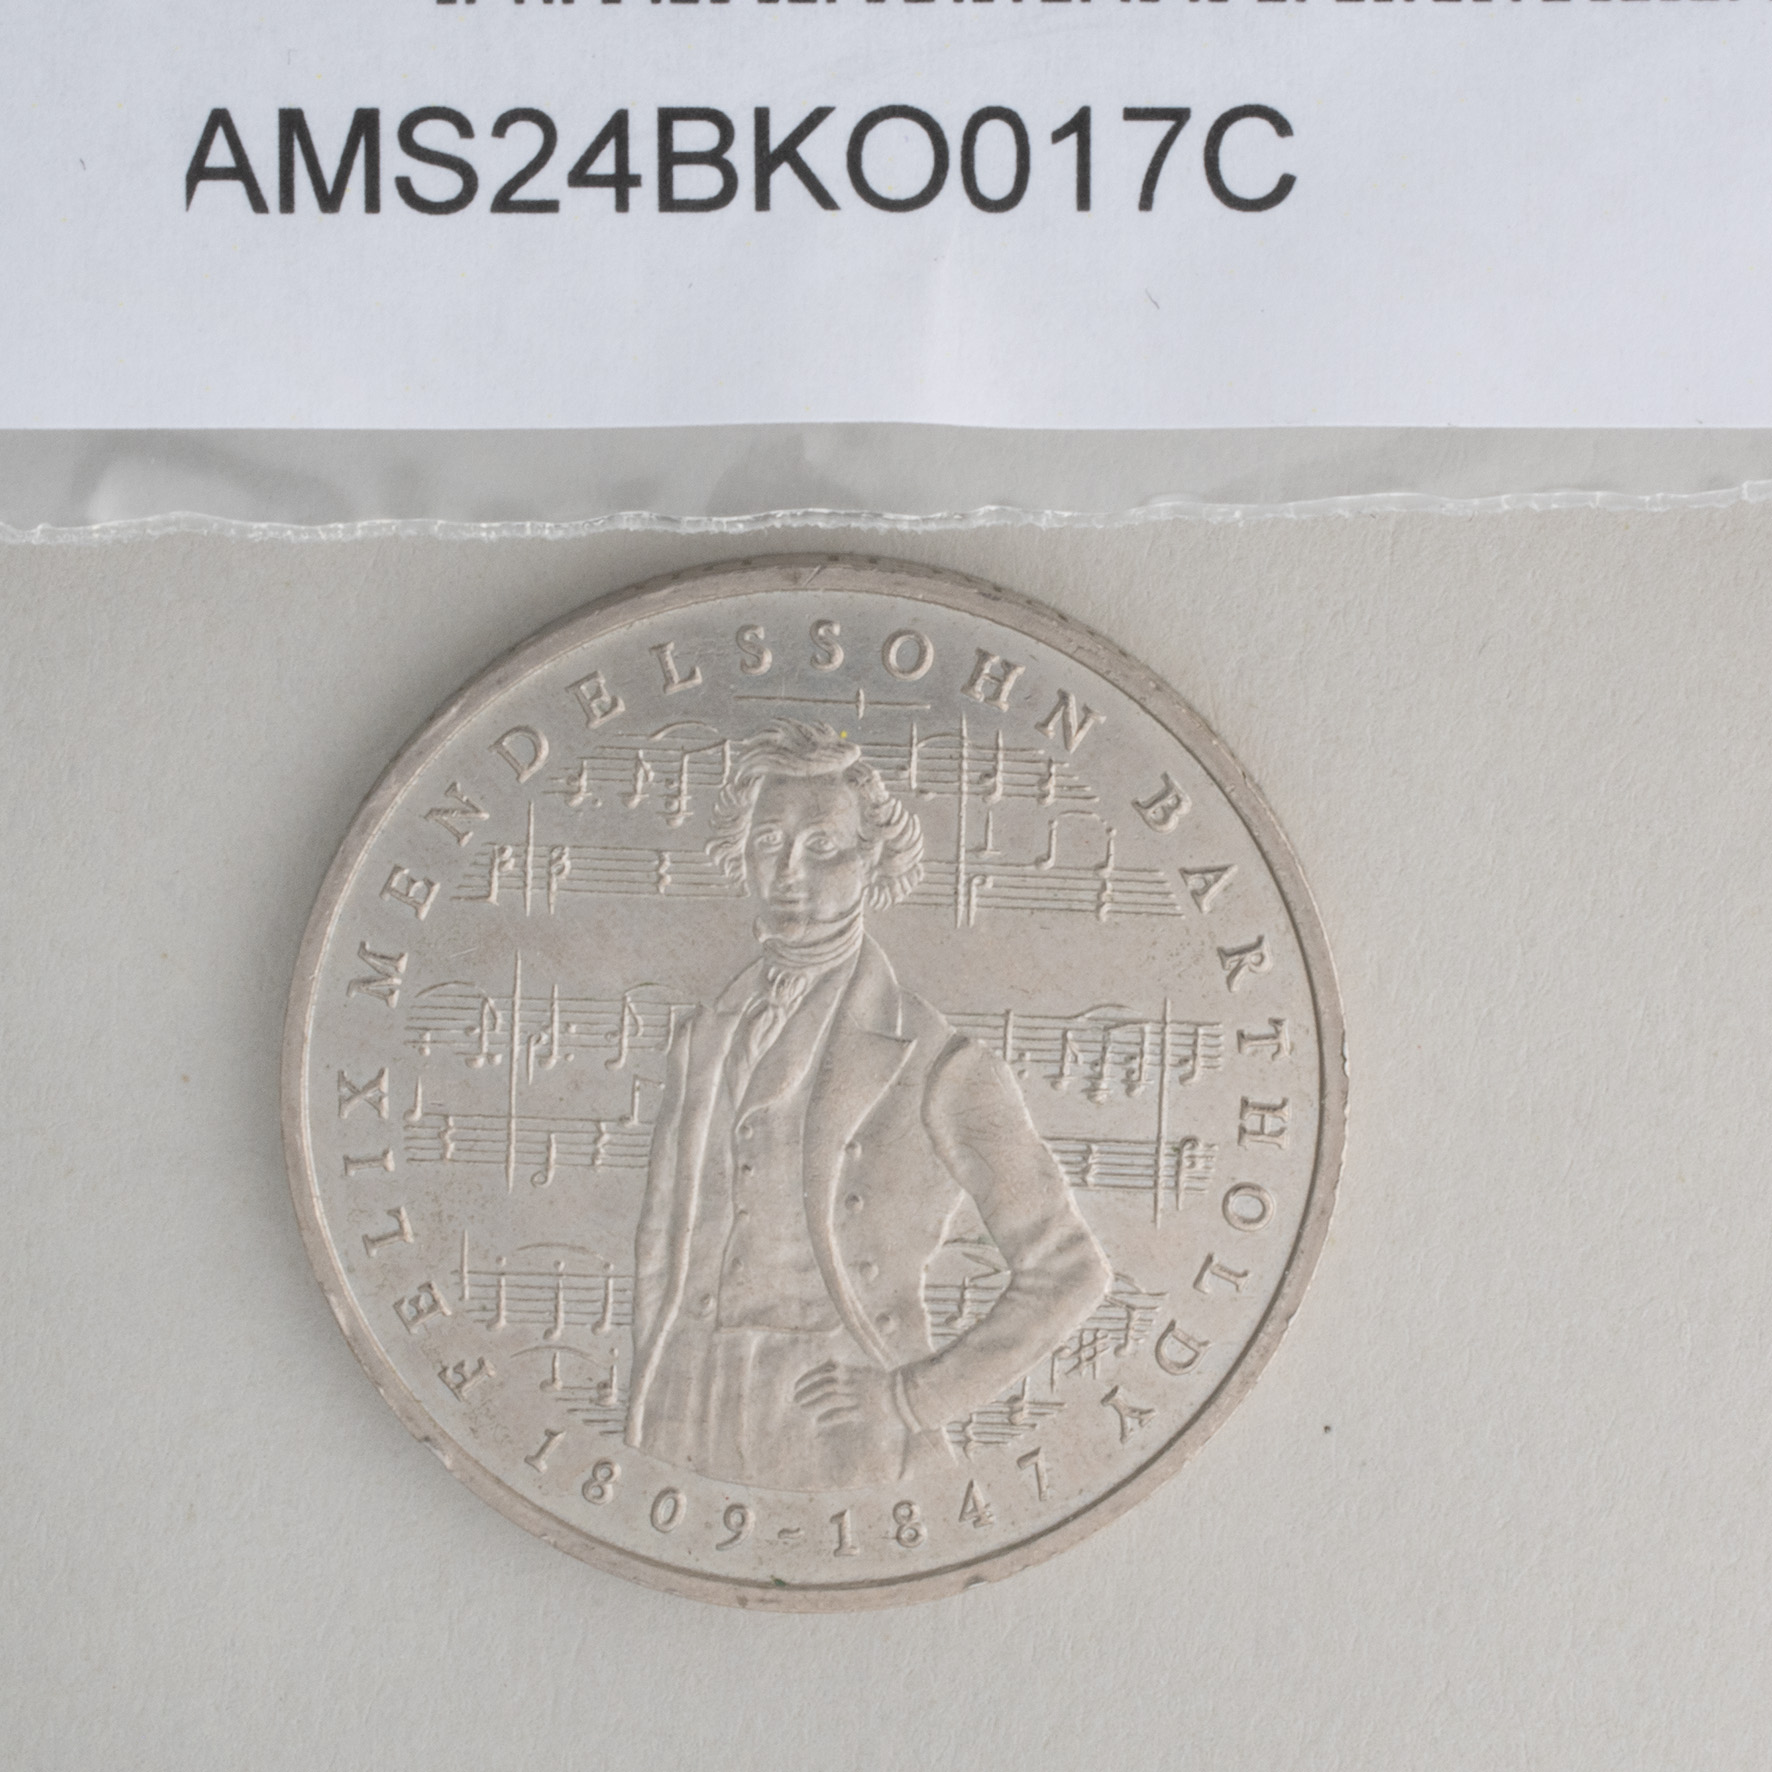 AMS24BKO017C
FELIX MENDELSSOHN BARTHOLDY
1809-1847